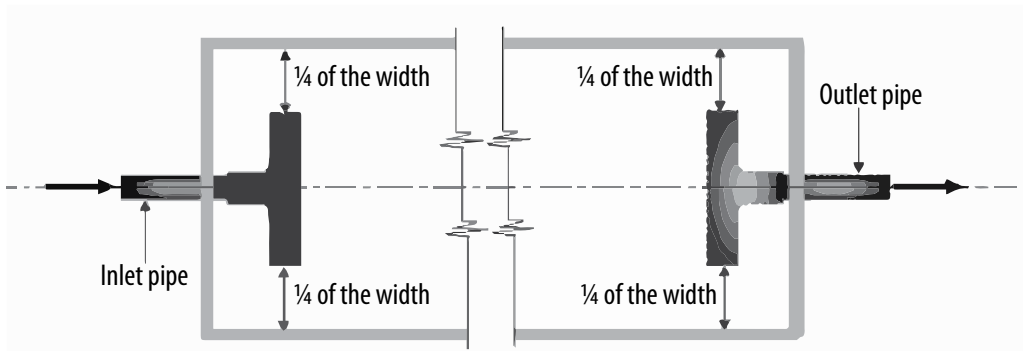 ¼ of the width
¼ of the width
Outlet pipe
Inlet pipe
¼ of the width
¼ of the width